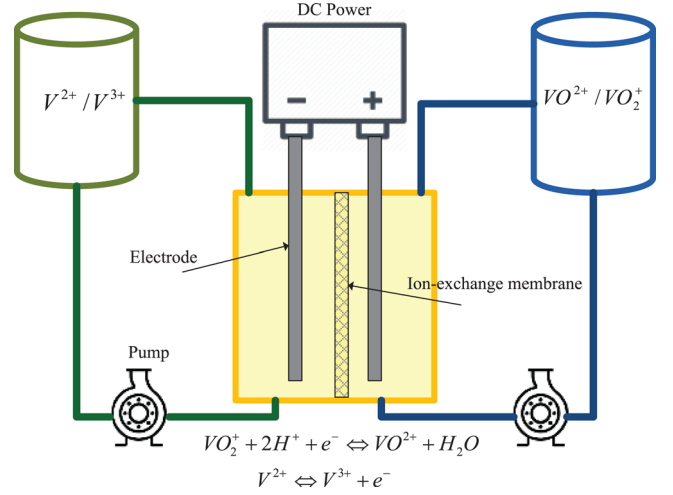 DC Power
− +
V²⁺ / V³⁺
VO²⁺ / VO₂⁺
Electrode
Ion-exchange membrane
Pump
VO₂⁺ + 2H⁺ + e⁻ ⇔ VO²⁺ + H₂O
V²⁺ ⇔ V³⁺ + e⁻